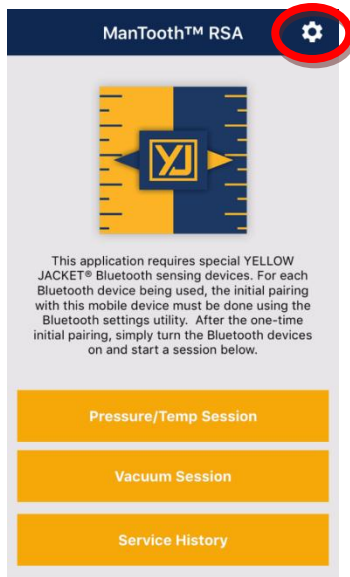 ManTooth™ RSA
YJ
This application requires special YELLOW
JACKET® Bluetooth sensing devices. For each
Bluetooth device being used, the initial pairing
with this mobile device must be done using the
Bluetooth settings utility.  After the one-time
initial pairing, simply turn the Bluetooth devices
on and start a session below.
Pressure/Temp Session
Vacuum Session
Service History